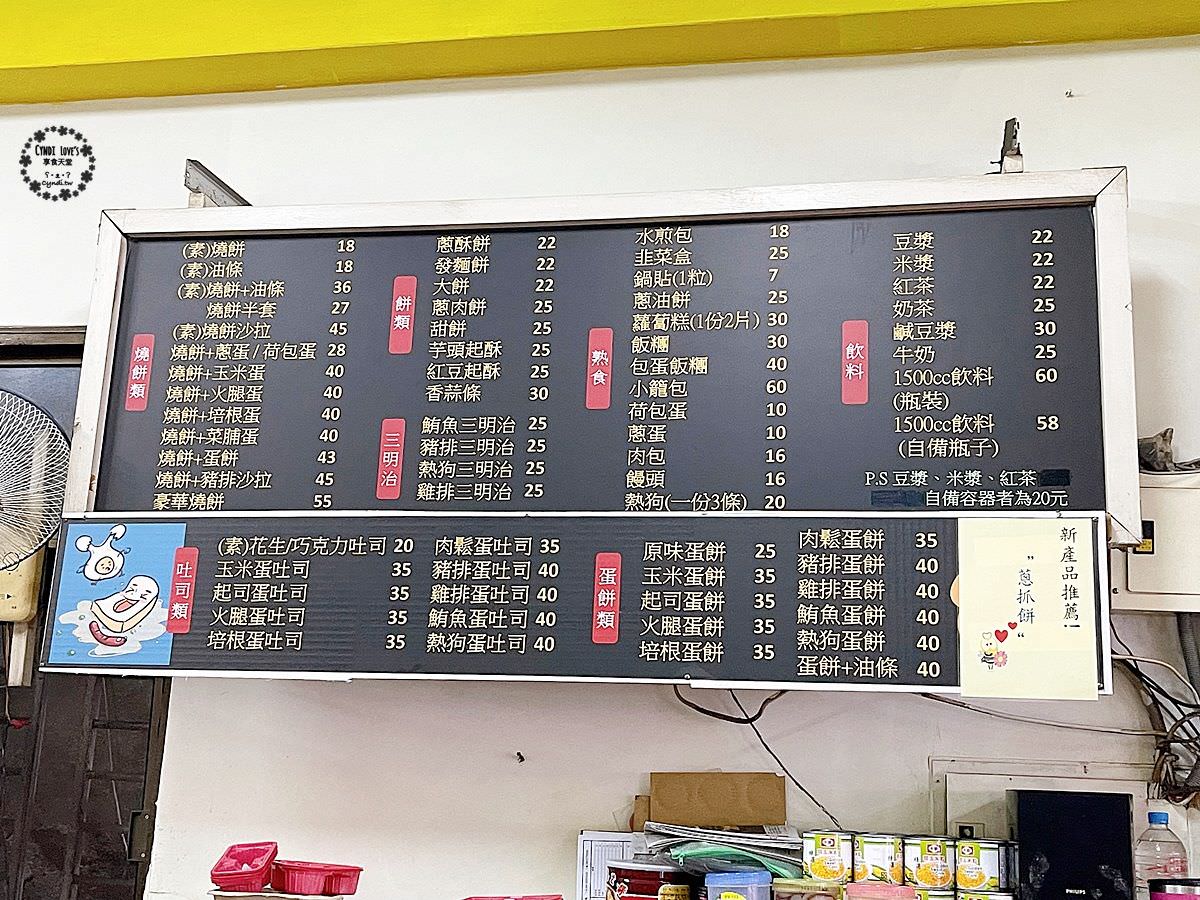 CYNDI LOVE'S
享食天堂
Cyndi.tw
燒餅類
(素)燒餅 18
(素)油條 18
(素)燒餅+油條 36
燒餅半套 27
(素)燒餅沙拉 45
燒餅+蔥蛋/荷包蛋 28
燒餅+玉米蛋 40
燒餅+火腿蛋 40
燒餅+培根蛋 40
燒餅+菜脯蛋 40
燒餅+蛋餅 43
燒餅+豬排沙拉 45
豪華燒餅 55
餅類
蔥酥餅 22
發麵餅 22
大餅 22
蔥肉餅 25
甜餅 25
芋頭起酥 25
紅豆起酥 25
香蒜條 30
三明治
鮪魚三明治 25
豬排三明治 25
熱狗三明治 25
雞排三明治 25
熟食
水煎包 18
韭菜盒 25
鍋貼(1粒) 7
蔥油餅 25
蘿蔔糕(1份2片) 30
飯糰 30
包蛋飯糰 40
小籠包 60
荷包蛋 10
蔥蛋 10
肉包 16
饅頭 16
熱狗(一份3條) 20
飲料
豆漿 22
米漿 22
紅茶 22
奶茶 25
鹹豆漿 30
牛奶 25
1500cc飲料 60
(瓶裝)
1500cc飲料 58
(自備瓶子)
P.S 豆漿、米漿、紅茶
自備容器者為20元
吐司類
(素)花生/巧克力吐司 20
玉米蛋吐司 35
起司蛋吐司 35
火腿蛋吐司 35
培根蛋吐司 35
肉鬆蛋吐司 35
豬排蛋吐司 40
雞排蛋吐司 40
鮪魚蛋吐司 40
熱狗蛋吐司 40
蛋餅類
原味蛋餅 25
玉米蛋餅 35
起司蛋餅 35
火腿蛋餅 35
培根蛋餅 35
肉鬆蛋餅 35
豬排蛋餅 40
雞排蛋餅 40
鮪魚蛋餅 40
熱狗蛋餅 40
蛋餅+油條 40
新產品推薦!
"蔥抓餅"
PHILIPS